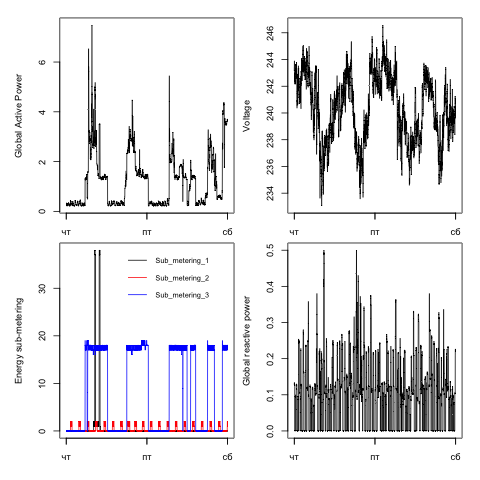 Global Active Power
0 2 4 6
чт пт сб
Voltage
234 236 238 240 242 244 246
чт пт сб
Energy sub-metering
0 10 20 30
Sub_metering_1
Sub_metering_2
Sub_metering_3
чт пт сб
Global reactive power
0.0 0.1 0.2 0.3 0.4 0.5
чт пт сб